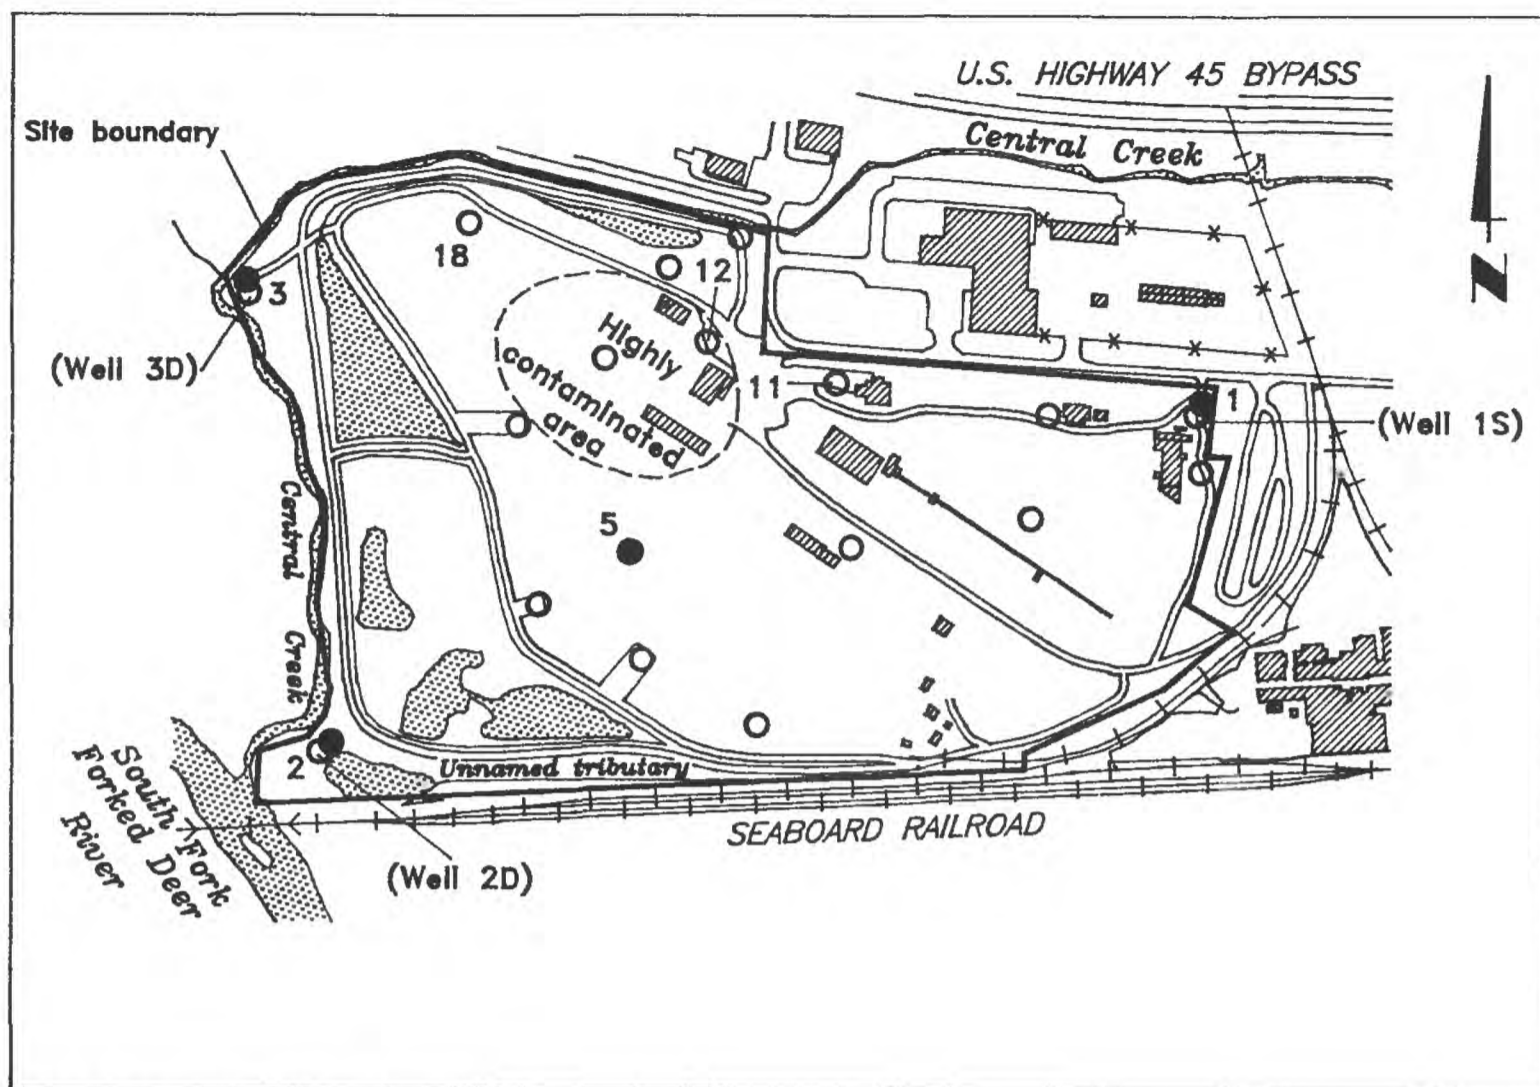 U.S. HIGHWAY 45 BYPASS
Site boundary
Central Creek
18
12
3
(Well 3D)
Highly
contaminated
area
11
1
(Well 1S)
N
5
Central
Creek
2
Unnamed tributary
South Fork
Forked Deer
River
SEABOARD RAILROAD
(Well 2D)